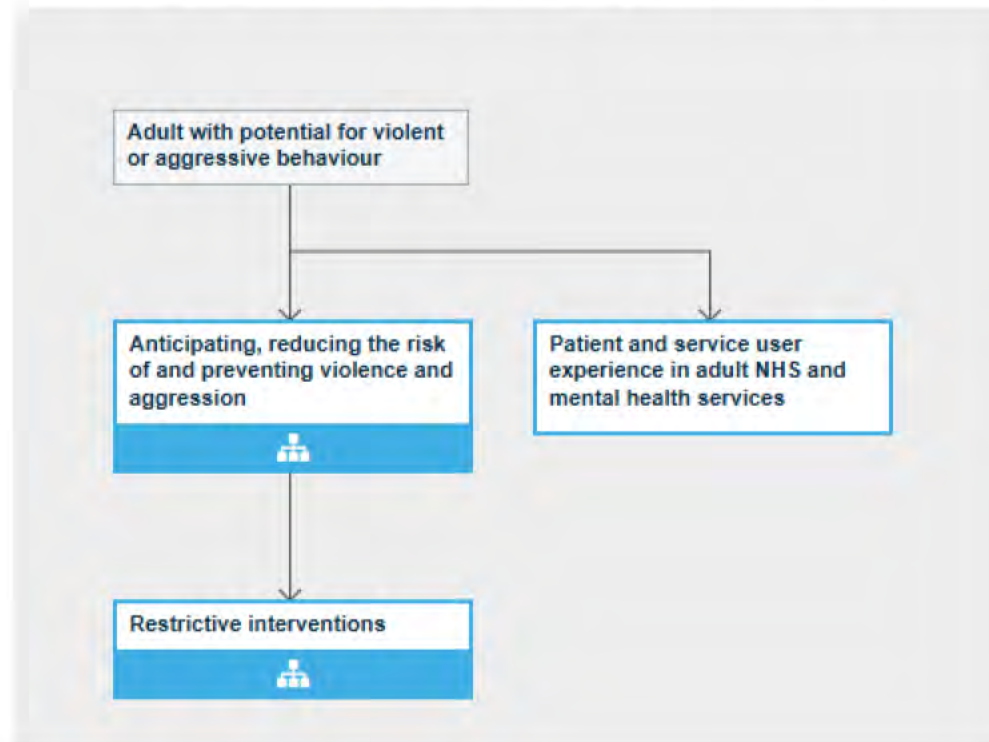 Adult with potential for violent
or aggressive behaviour
Anticipating, reducing the risk
of and preventing violence and
aggression
Patient and service user
experience in adult NHS and
mental health services
Restrictive interventions